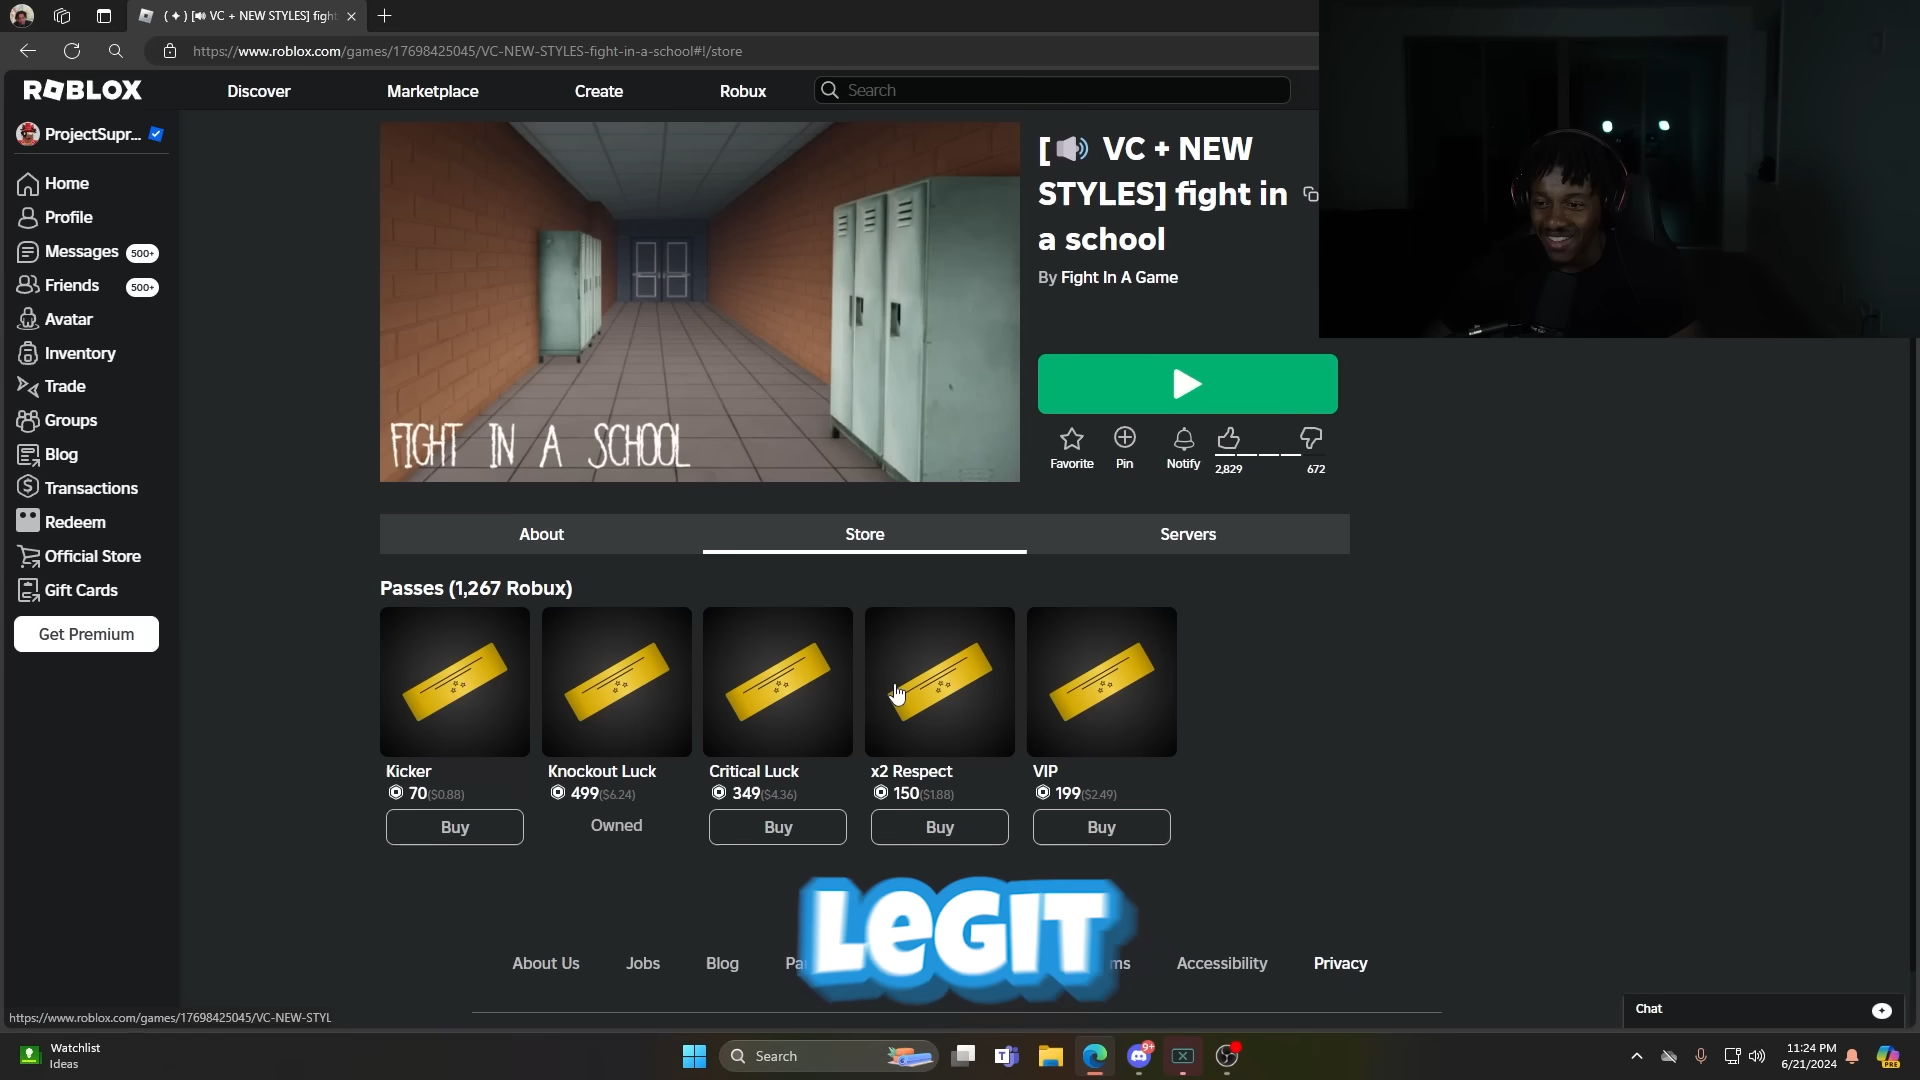 ( ✦ ) [🔊 VC + NEW STYLES] fight
https://www.roblox.com/games/17698425045/VC-NEW-STYLES-fight-in-a-school#!/store
ROBLOX
Discover
Marketplace
Create
Robux
Search
ProjectSupr...
Home
Profile
Messages
500+
Friends
500+
Avatar
Inventory
Trade
Groups
Blog
Transactions
Redeem
Official Store
Gift Cards
Get Premium
FIGHT IN A SCHOOL
[🔊 VC + NEW
STYLES] fight in
a school
By Fight In A Game
Favorite
Pin
Notify
2,829
672
About
Store
Servers
Passes (1,267 Robux)
Kicker
70($0.88)
Buy
Knockout Luck
499($6.24)
Owned
Critical Luck
349($4.36)
Buy
x2 Respect
150($1.88)
Buy
VIP
199($2.49)
Buy
LEGIT
About Us
Jobs
Blog
Accessibility
Privacy
Chat
https://www.roblox.com/games/17698425045/VC-NEW-STYL
Watchlist
Ideas
Search
9+
11:24 PM
6/21/2024
PRE